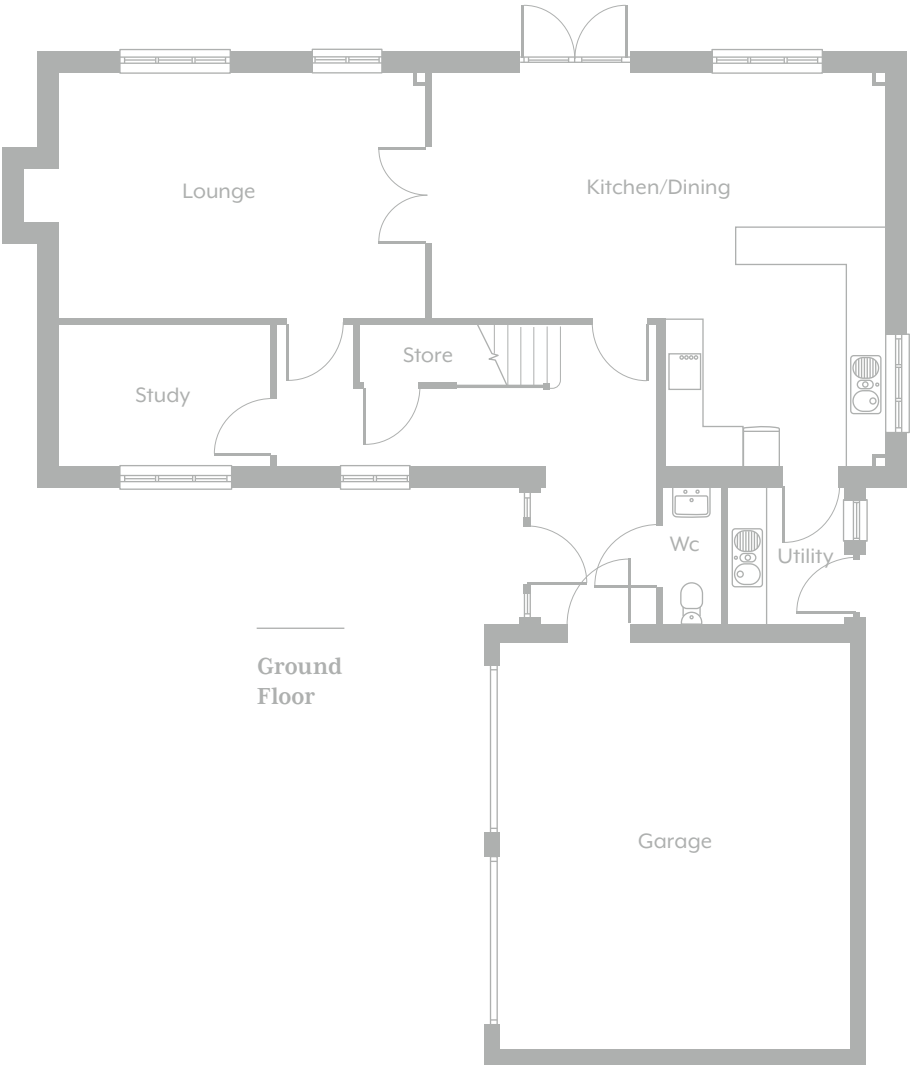 Lounge
Kitchen/Dining
Store
Study
Wc
Utility
Ground
Floor
Garage